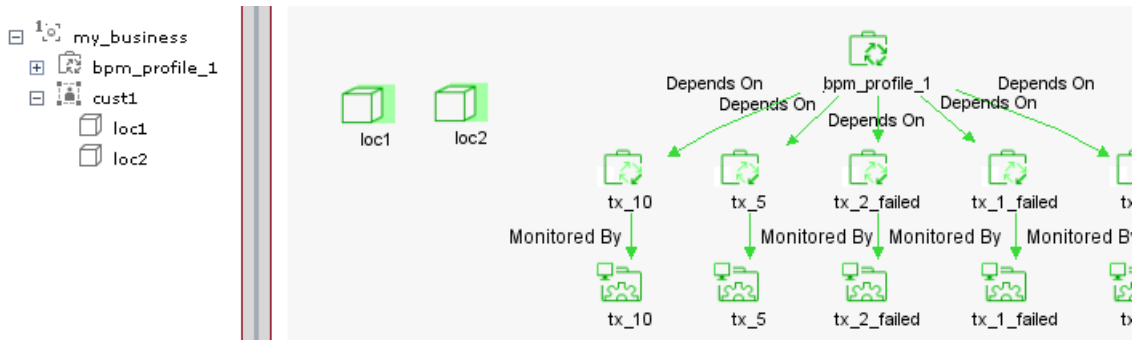 my_business
bpm_profile_1
cust1
loc1
loc2
loc1
loc2
bpm_profile_1
Depends On
Depends On
Depends On
Depends On
Depends On
tx_10
tx_5
tx_2_failed
tx_1_failed
Monitored By
Monitored By
Monitored By
Monitored B
tx_10
tx_5
tx_2_failed
tx_1_failed